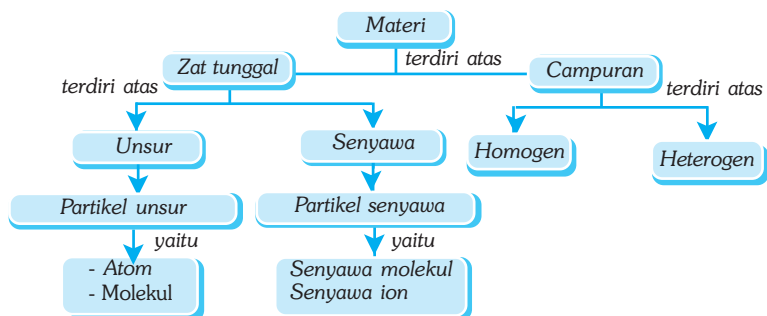 Materi
terdiri atas
Zat tunggal
Campuran
terdiri atas
terdiri atas
Unsur
Senyawa
Homogen
Heterogen
Partikel unsur
Partikel senyawa
yaitu
yaitu
- Atom
- Molekul
Senyawa molekul
Senyawa ion